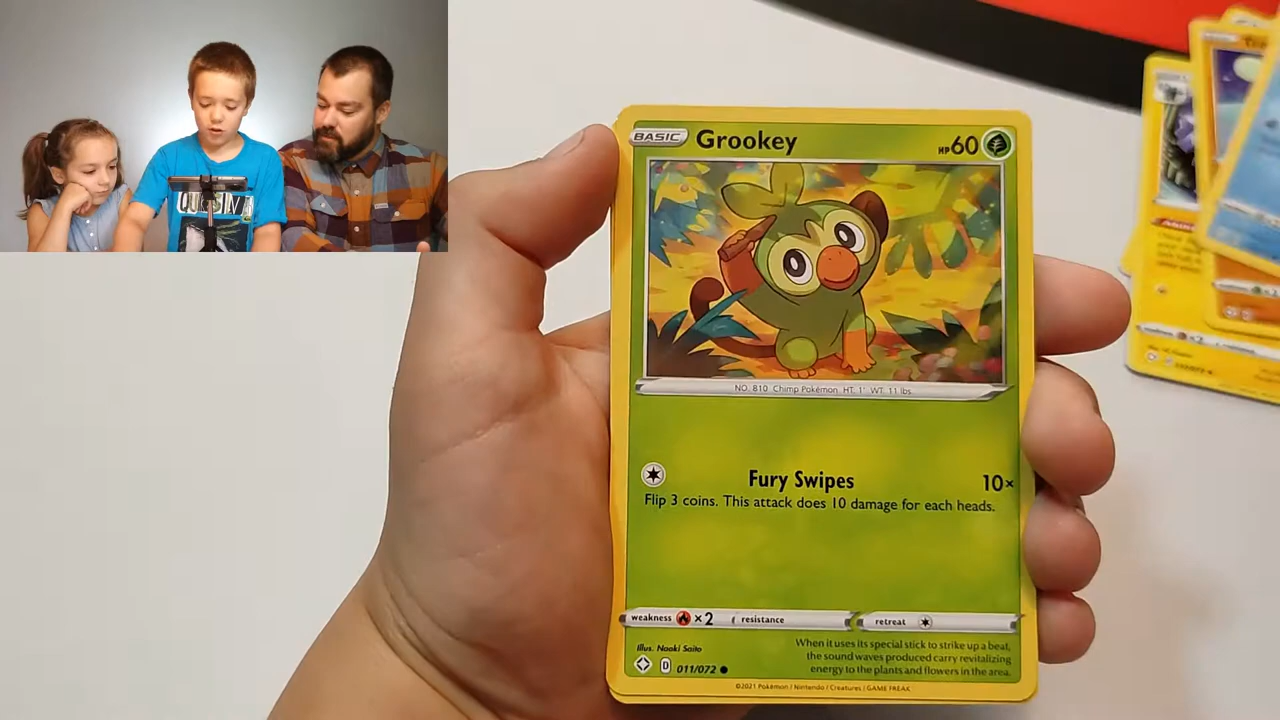 BASIC Grookey HP60
NO. 810 Chimp Pokémon HT. 1' WT. 11 lbs.
Fury Swipes 10×
Flip 3 coins. This attack does 10 damage for each heads.
weakness ×2 resistance retreat
Illus. Naoki Saito
D 011/072
When it uses its special stick to strike up a beat,
the sound waves produced carry revitalizing
energy to the plants and flowers in the area.
©2021 Pokémon / Nintendo / Creatures / GAME FREAK